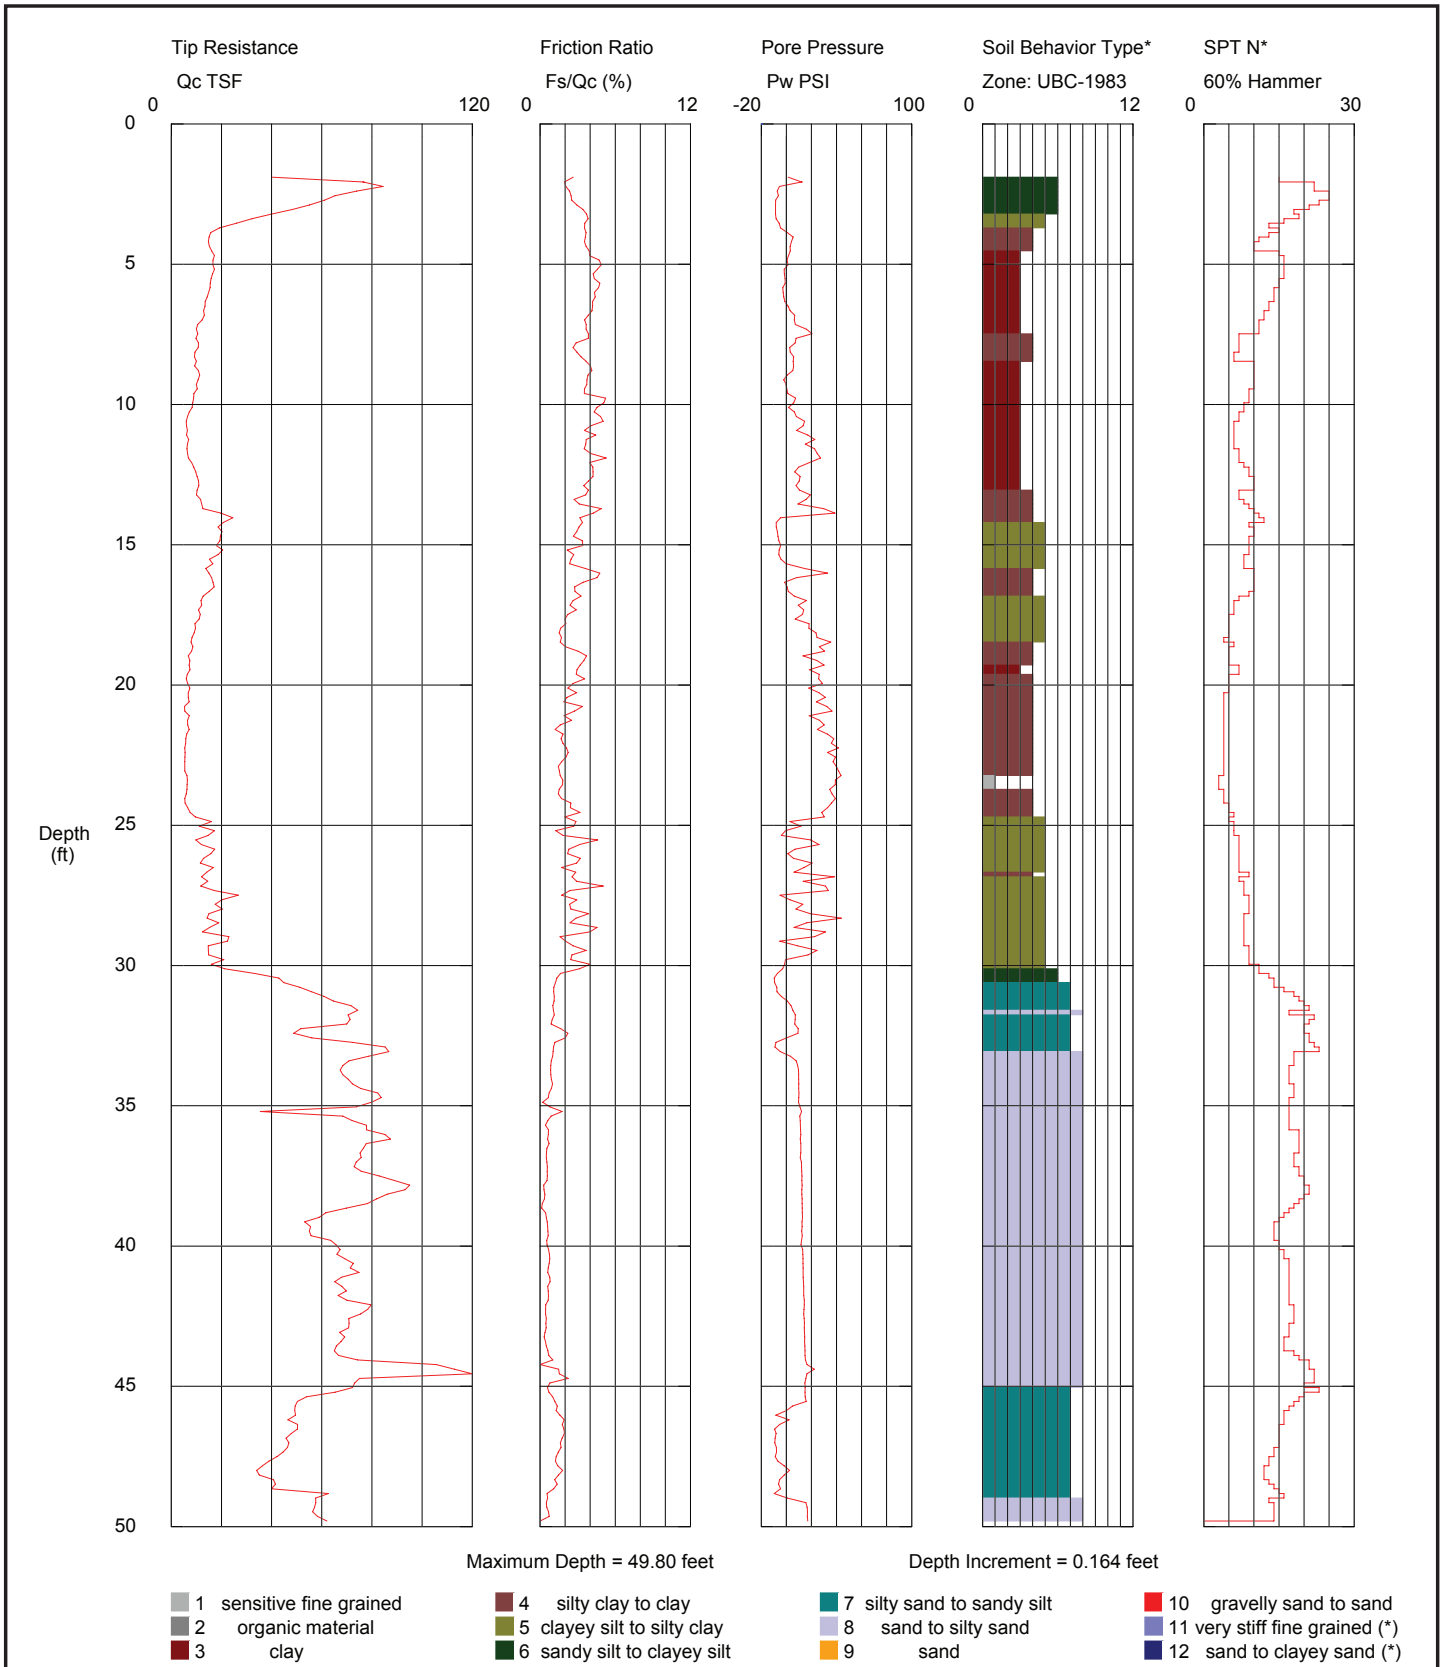 Tip Resistance Friction Ratio Pore Pressure Soil Behavior Type* SPT N*
Qc TSF Fs/Qc (%) Pw PSI Zone: UBC-1983 60% Hammer
0 120 0 12 -20 100 0 12 0 30
0
5
10
15
20
25
Depth
(ft)
30
35
40
45
50
Maximum Depth = 49.80 feet Depth Increment = 0.164 feet
1 sensitive fine grained 4 silty clay to clay 7 silty sand to sandy silt 10 gravelly sand to sand
2 organic material 5 clayey silt to silty clay 8 sand to silty sand 11 very stiff fine grained (*)
3 clay 6 sandy silt to clayey silt 9 sand 12 sand to clayey sand (*)